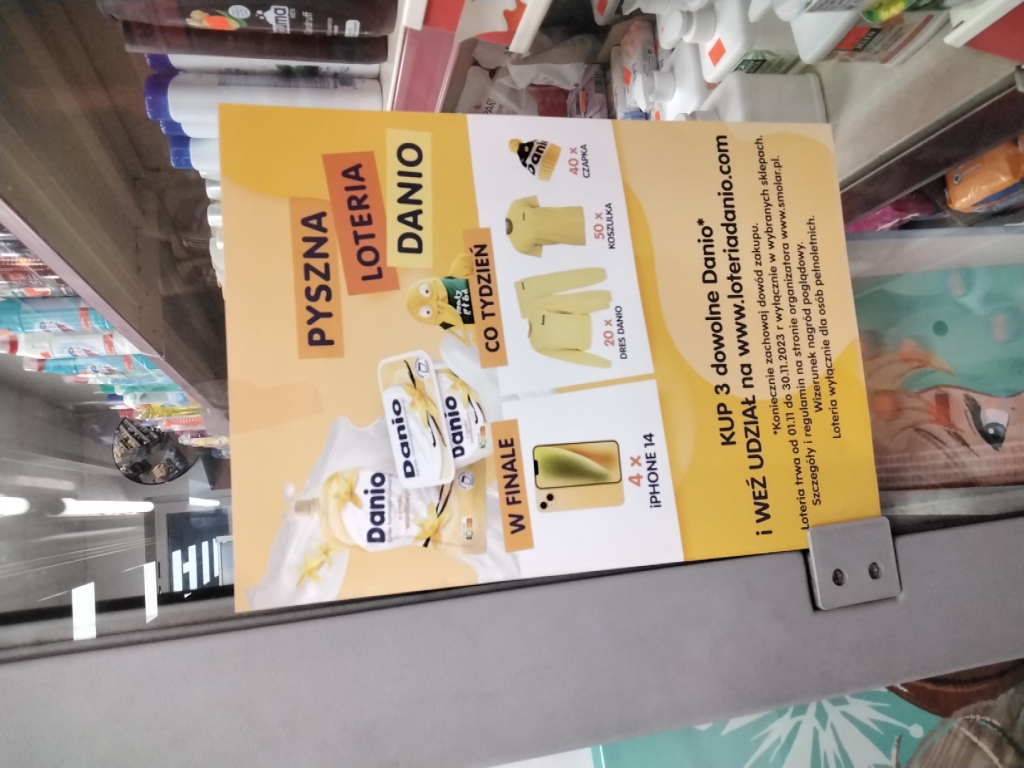 PYSZNA
LOTERIA
DANIO
Danio
Danio
Danio
W FINALE
4 x
iPHONE 14
CO TYDZIEŃ
20 x
DRES DANIO
50 x
KOSZULKA
Danio
40 x
CZAPKA
KUP 3 dowolne Danio*
i WEŹ UDZIAŁ na www.loteriadanio.com
*Koniecznie zachowaj dowód zakupu.
Loteria trwa od 01.11 do 30.11.2023 r wyłącznie w wybranych sklepach.
Szczegóły i regulamin na stronie organizatora www.smolar.pl.
Wizerunek nagród poglądowy.
Loteria wyłącznie dla osób pełnoletnich.